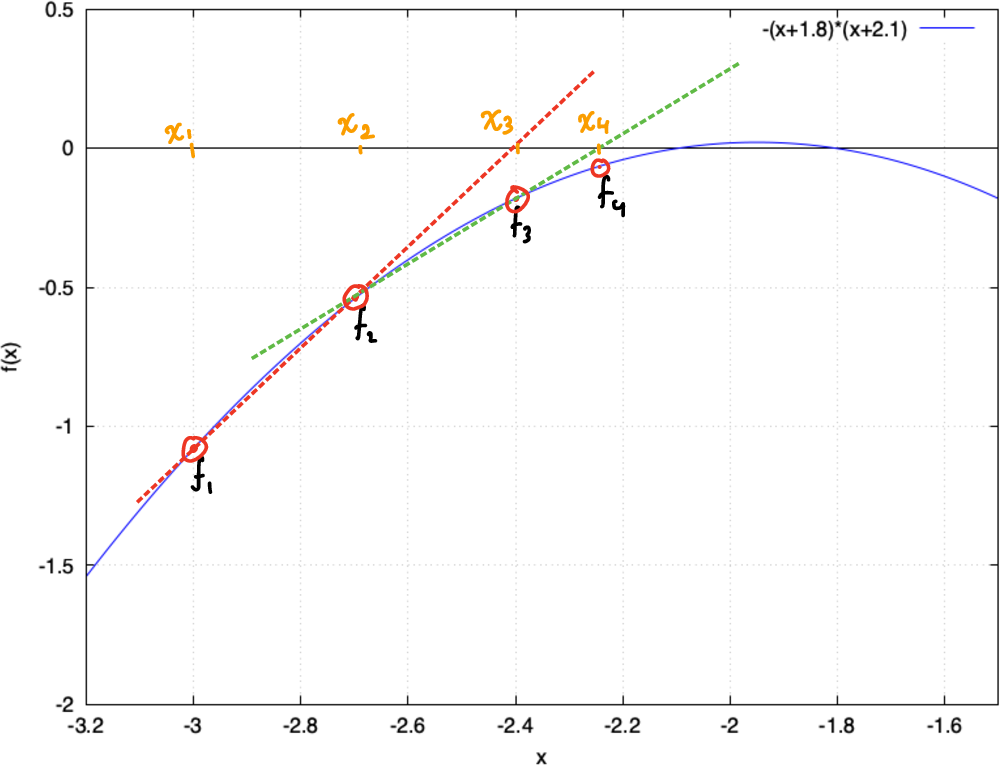 0.5
-(x+1.8)*(x+2.1)
x₁ x₂ x₃ x₄
0
f₄
f₃
-0.5
f₂
f(x)
-1
f₁
-1.5
-2
-3.2 -3 -2.8 -2.6 -2.4 -2.2 -2 -1.8 -1.6
x